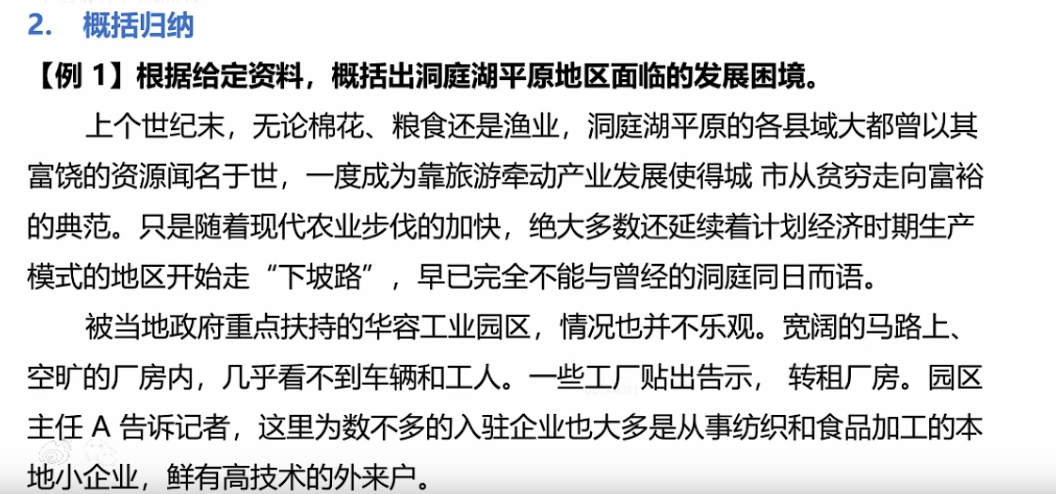 2. 概括归纳
【例 1】根据给定资料，概括出洞庭湖平原地区面临的发展困境。
上个世纪末，无论棉花、粮食还是渔业，洞庭湖平原的各县域大都曾以其
富饶的资源闻名于世，一度成为靠旅游牵动产业发展使得城 市从贫穷走向富裕
的典范。只是随着现代农业步伐的加快，绝大多数还延续着计划经济时期生产
模式的地区开始走“下坡路”，早已完全不能与曾经的洞庭同日而语。
被当地政府重点扶持的华容工业园区，情况也并不乐观。宽阔的马路上、
空旷的厂房内，几乎看不到车辆和工人。一些工厂贴出告示， 转租厂房。园区
主任 A 告诉记者，这里为数不多的入驻企业也大多是从事纺织和食品加工的本
地小企业，鲜有高技术的外来户。